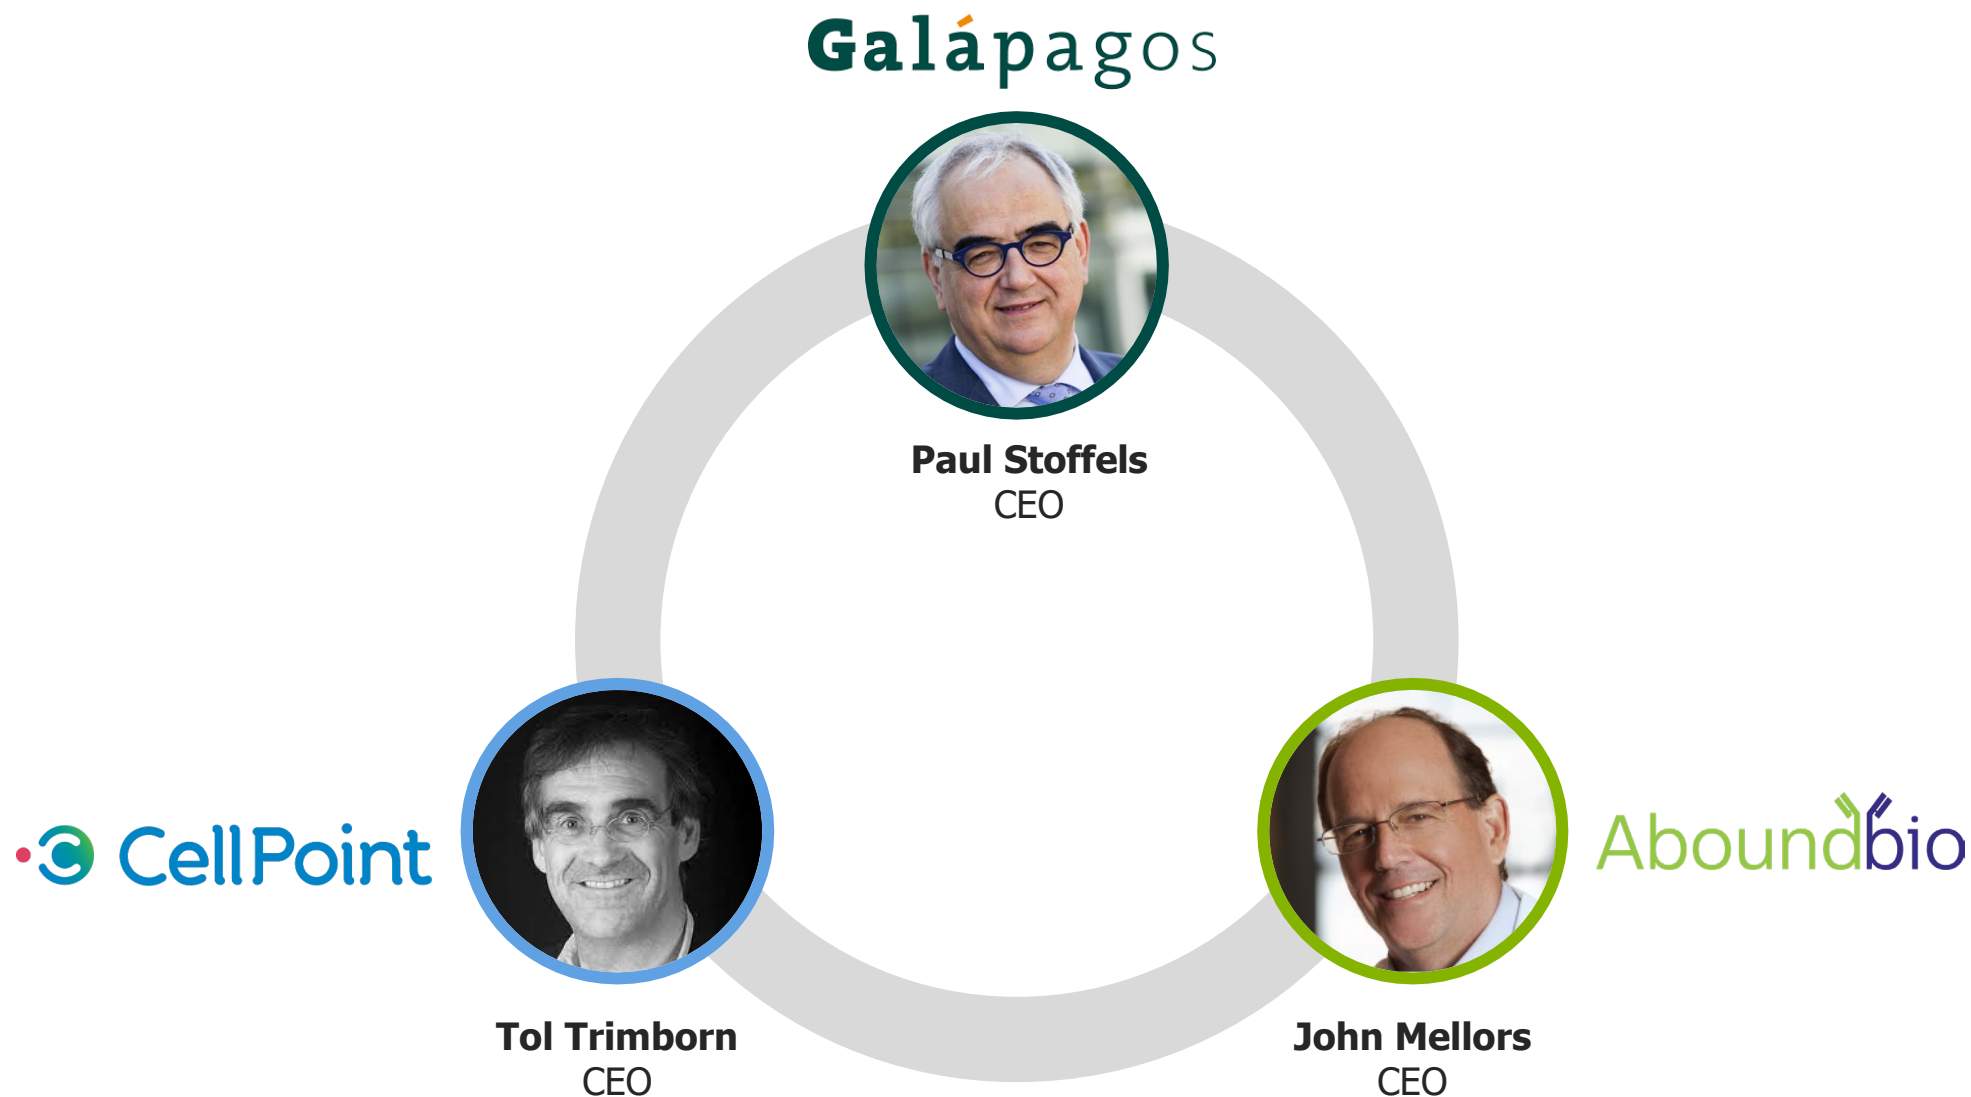 Galápagos
Paul Stoffels
CEO
CellPoint
Aboundbio
Tol Trimborn
CEO
John Mellors
CEO